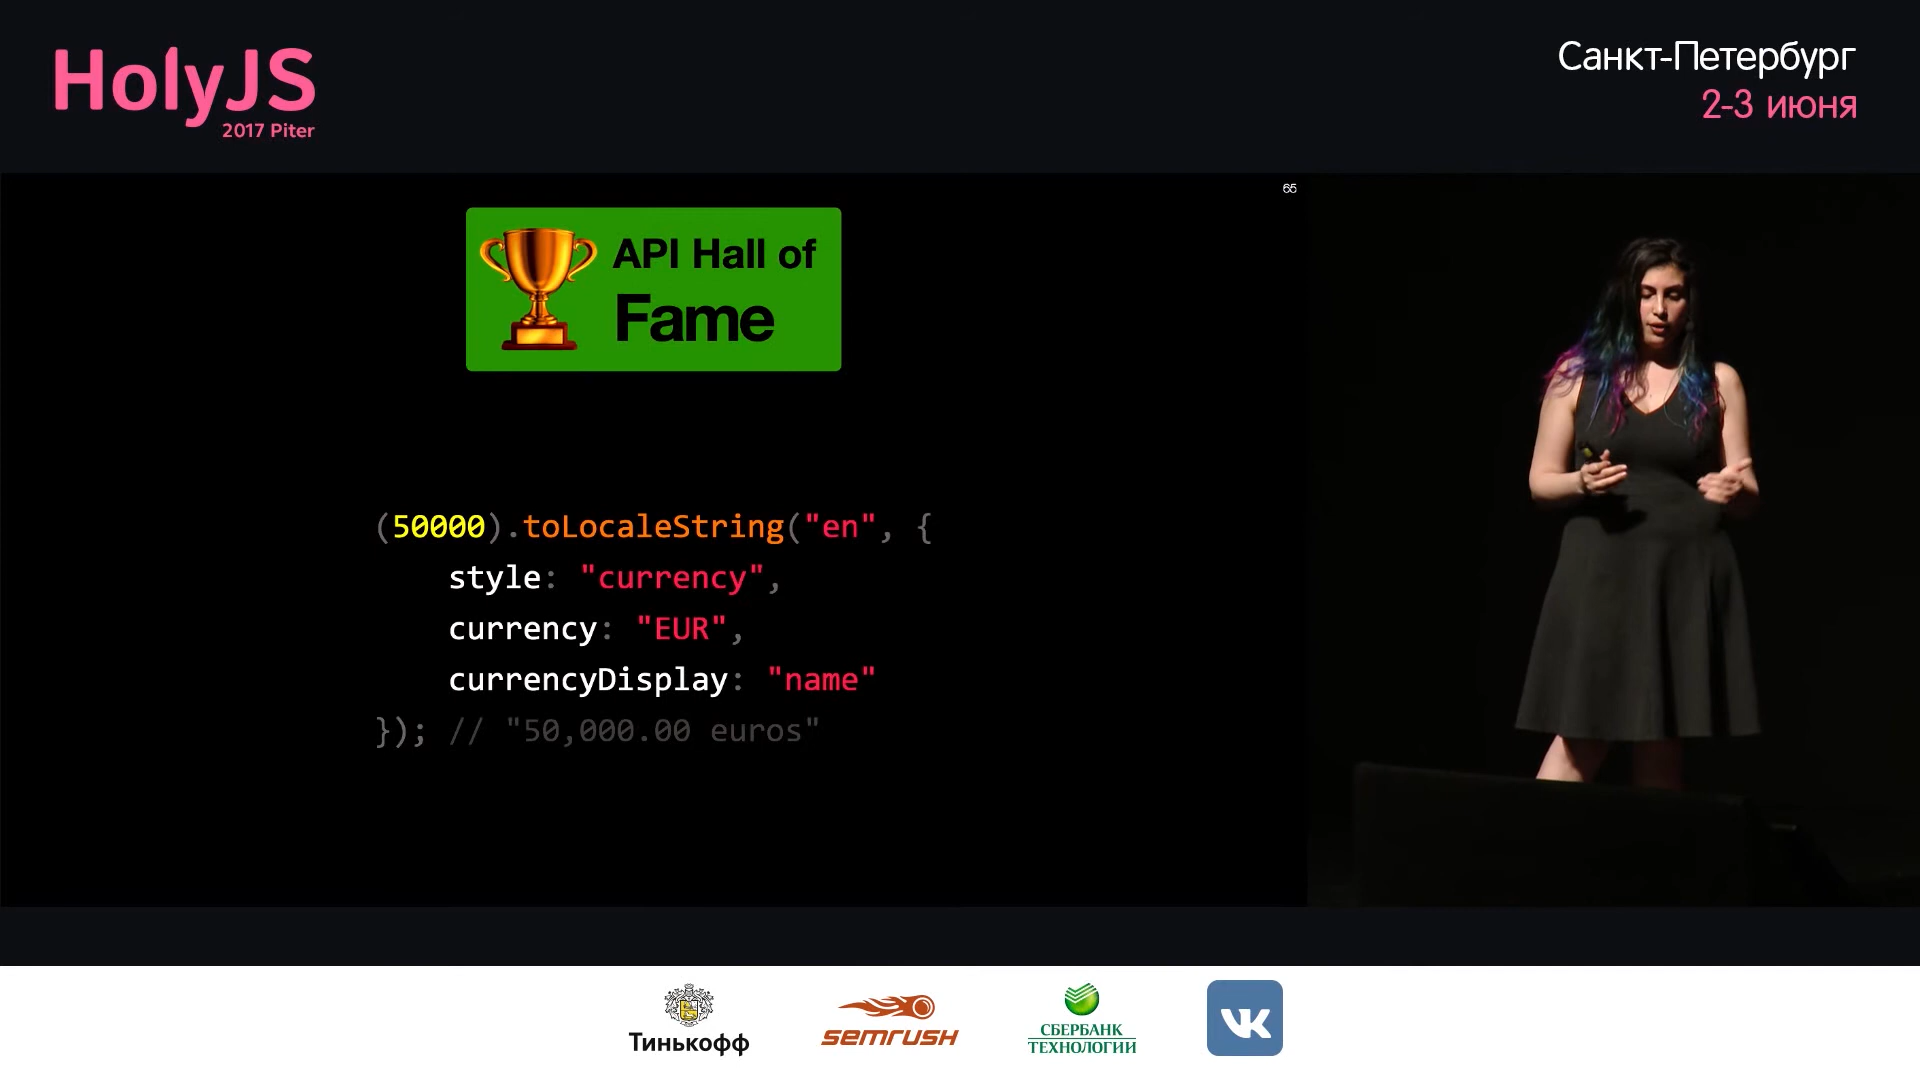 HolyJS
2017 Piter
Санкт-Петербург
2-3 июня
65
API Hall of
Fame
(50000).toLocaleString("en", {
    style: "currency",
    currency: "EUR",
    currencyDisplay: "name"
}); // "50,000.00 euros"
Тинькофф
semrush
СБЕРБАНК
ТЕХНОЛОГИИ
VK